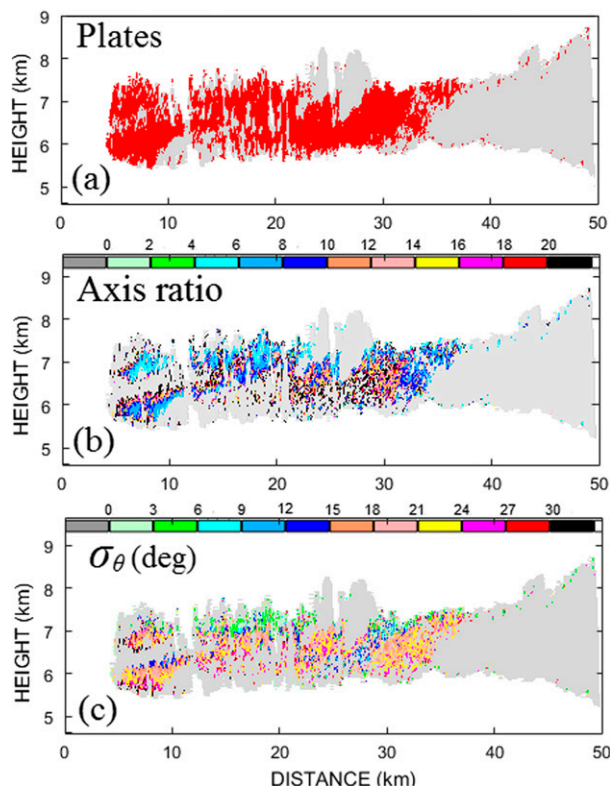 9
Plates
8
7
6
5
HEIGHT (km)
(a)
0 10 20 30 40 50
0 2 4 6 8 10 12 14 16 18 20
9
Axis ratio
8
7
6
5
HEIGHT (km)
(b)
0 10 20 30 40 50
0 3 6 9 12 15 18 21 24 27 30
9
σθ (deg)
8
7
6
5
HEIGHT (km)
(c)
0 10 20 30 40 50
DISTANCE (km)